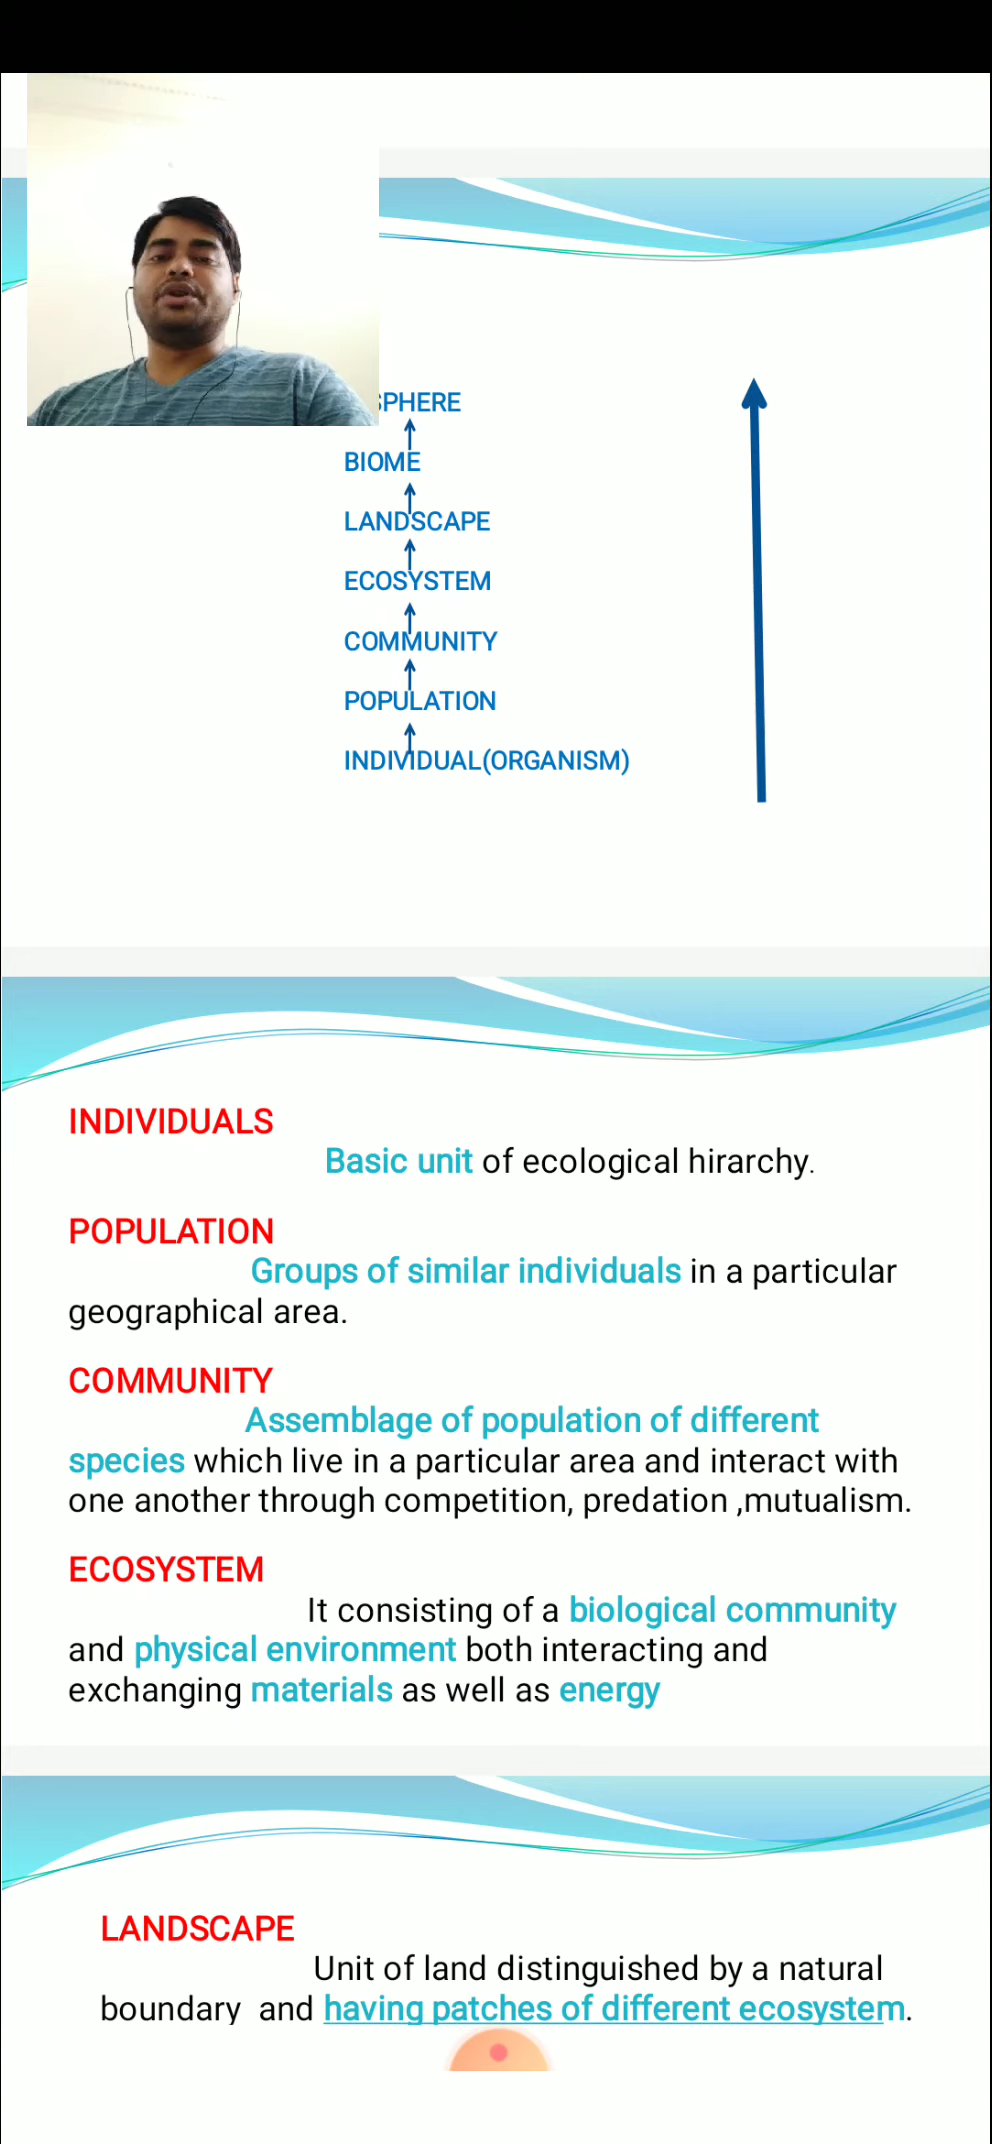 SPHERE
BIOME
LANDSCAPE
ECOSYSTEM
COMMUNITY
POPULATION
INDIVIDUAL(ORGANISM)
INDIVIDUALS
Basic unit of ecological hirarchy.
POPULATION
Groups of similar individuals in a particular
geographical area.
COMMUNITY
Assemblage of population of different
species which live in a particular area and interact with
one another through competition, predation ,mutualism.
ECOSYSTEM
It consisting of a biological community
and physical environment both interacting and
exchanging materials as well as energy
LANDSCAPE
Unit of land distinguished by a natural
boundary and having patches of different ecosystem.